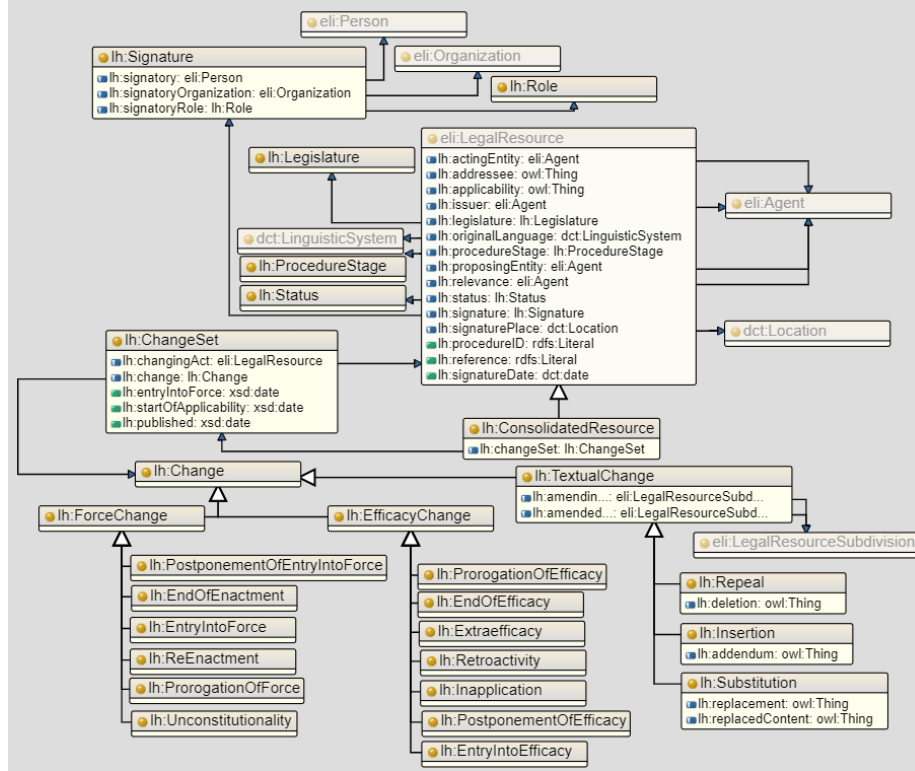 eli:Person
lh:Signature
lh:signatory: eli:Person
lh:signatoryOrganization: eli:Organization
lh:signatoryRole: lh:Role
eli:Organization
lh:Role
eli:LegalResource
lh:actingEntity: eli:Agent
lh:addressee: owl:Thing
lh:applicability: owl:Thing
lh:issuer: eli:Agent
lh:legislature: lh:Legislature
lh:originalLanguage: dct:LinguisticSystem
lh:procedureStage: lh:ProcedureStage
lh:proposingEntity: eli:Agent
lh:relevance: eli:Agent
lh:status: lh:Status
lh:signature: lh:Signature
lh:signaturePlace: dct:Location
lh:procedureID: rdfs:Literal
lh:reference: rdfs:Literal
lh:signatureDate: dct:date
lh:Legislature
eli:Agent
dct:LinguisticSystem
lh:ProcedureStage
lh:Status
dct:Location
lh:ChangeSet
lh:changingAct: eli:LegalResource
lh:change: lh:Change
lh:entryIntoForce: xsd:date
lh:startOfApplicability: xsd:date
lh:published: xsd:date
lh:ConsolidatedResource
lh:changeSet: lh:ChangeSet
lh:Change
lh:TextualChange
lh:amendin...: eli:LegalResourceSubd...
lh:amended...: eli:LegalResourceSubd...
lh:ForceChange
lh:EfficacyChange
eli:LegalResourceSubdivision
lh:PostponementOfEntryIntoForce
lh:EndOfEnactment
lh:EntryIntoForce
lh:ReEnactment
lh:ProrogationOfForce
lh:Unconstitutionality
lh:ProrogationOfEfficacy
lh:EndOfEfficacy
lh:Extraefficacy
lh:Retroactivity
lh:Inapplication
lh:PostponementOfEfficacy
lh:EntryIntoEfficacy
lh:Repeal
lh:deletion: owl:Thing
lh:Insertion
lh:addendum: owl:Thing
lh:Substitution
lh:replacement: owl:Thing
lh:replacedContent: owl:Thing